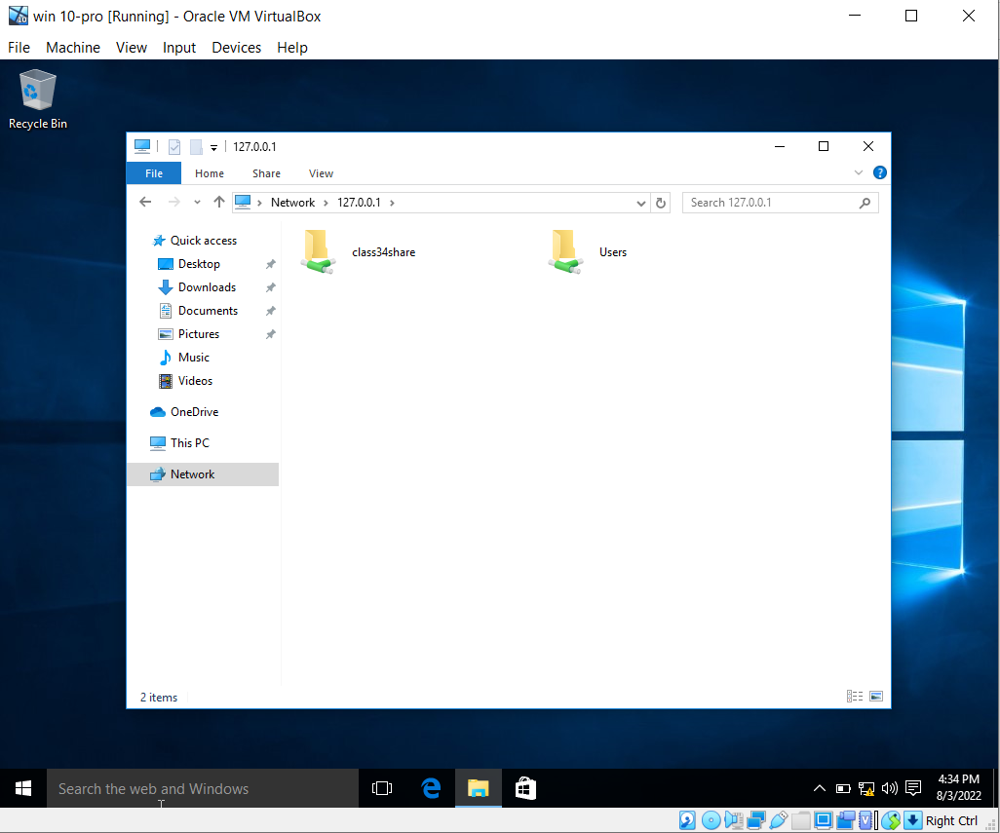 win 10-pro [Running] - Oracle VM VirtualBox
File Machine View Input Devices Help
Recycle Bin
127.0.0.1
File Home Share View
Network 127.0.0.1 Search 127.0.0.1
Quick access
Desktop
Downloads
Documents
Pictures
Music
Videos
OneDrive
This PC
Network
class34share Users
2 items
Search the web and Windows
4:34 PM
8/3/2022
Right Ctrl